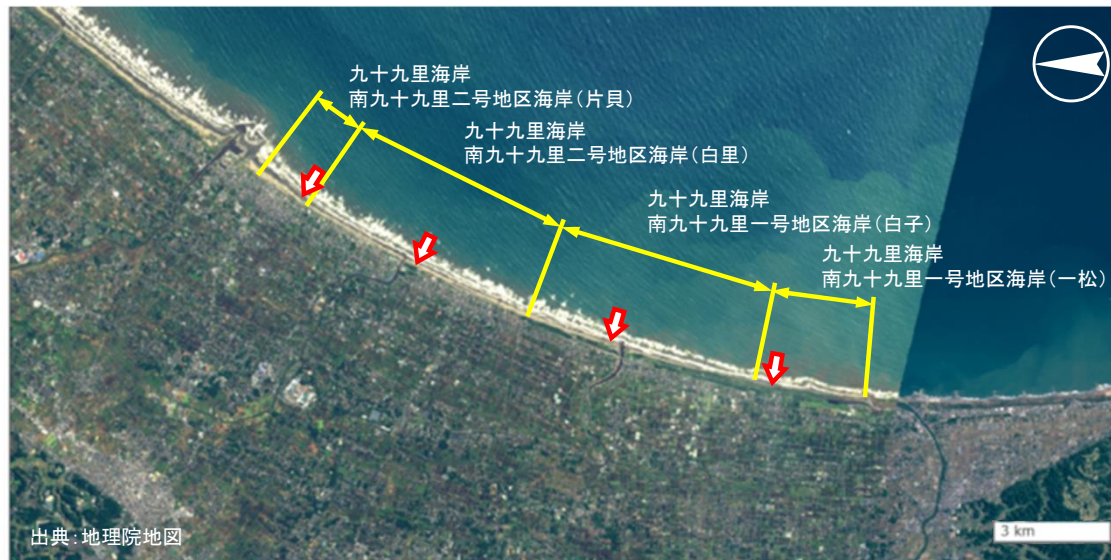 九十九里海岸
南九十九里二号地区海岸(片貝)
九十九里海岸
南九十九里二号地区海岸(白里)
九十九里海岸
南九十九里一号地区海岸(白子)
九十九里海岸
南九十九里一号地区海岸(一松)
出典:地理院地図
3 km